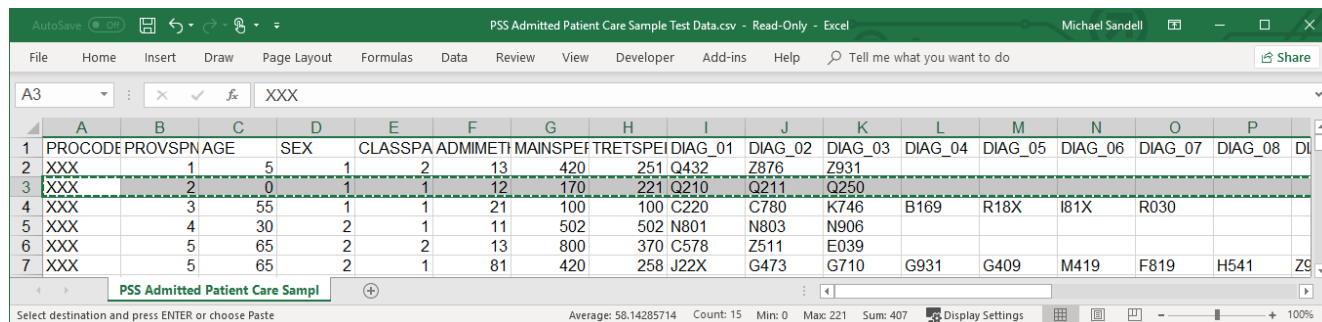 AutoSave Off PSS Admitted Patient Care Sample Test Data.csv - Read-Only - Excel Michael Sandell
File Home Insert Draw Page Layout Formulas Data Review View Developer Add-ins Help Tell me what you want to do Share
A3 fx XXX
A B C D E F G H I J K L M N O P
1 PROCODE PROVSPN AGE SEX CLASSPA ADMIMETH MAINSPEF TRETSPEI DIAG_01 DIAG_02 DIAG_03 DIAG_04 DIAG_05 DIAG_06 DIAG_07 DIAG_08 DI
2 XXX 1 5 1 2 13 420 251 Q432 Z876 Z931
3 XXX 2 0 1 1 12 170 221 Q210 Q211 Q250
4 XXX 3 55 1 1 21 100 100 C220 C780 K746 B169 R18X I81X R030
5 XXX 4 30 2 1 11 502 502 N801 N803 N906
6 XXX 5 65 2 2 13 800 370 C578 Z511 E039
7 XXX 5 65 2 1 81 420 258 J22X G473 G710 G931 G409 M419 F819 H541 Z9
PSS Admitted Patient Care Sampl
Select destination and press ENTER or choose Paste Average: 58.14285714 Count: 15 Min: 0 Max: 221 Sum: 407 Display Settings 100%